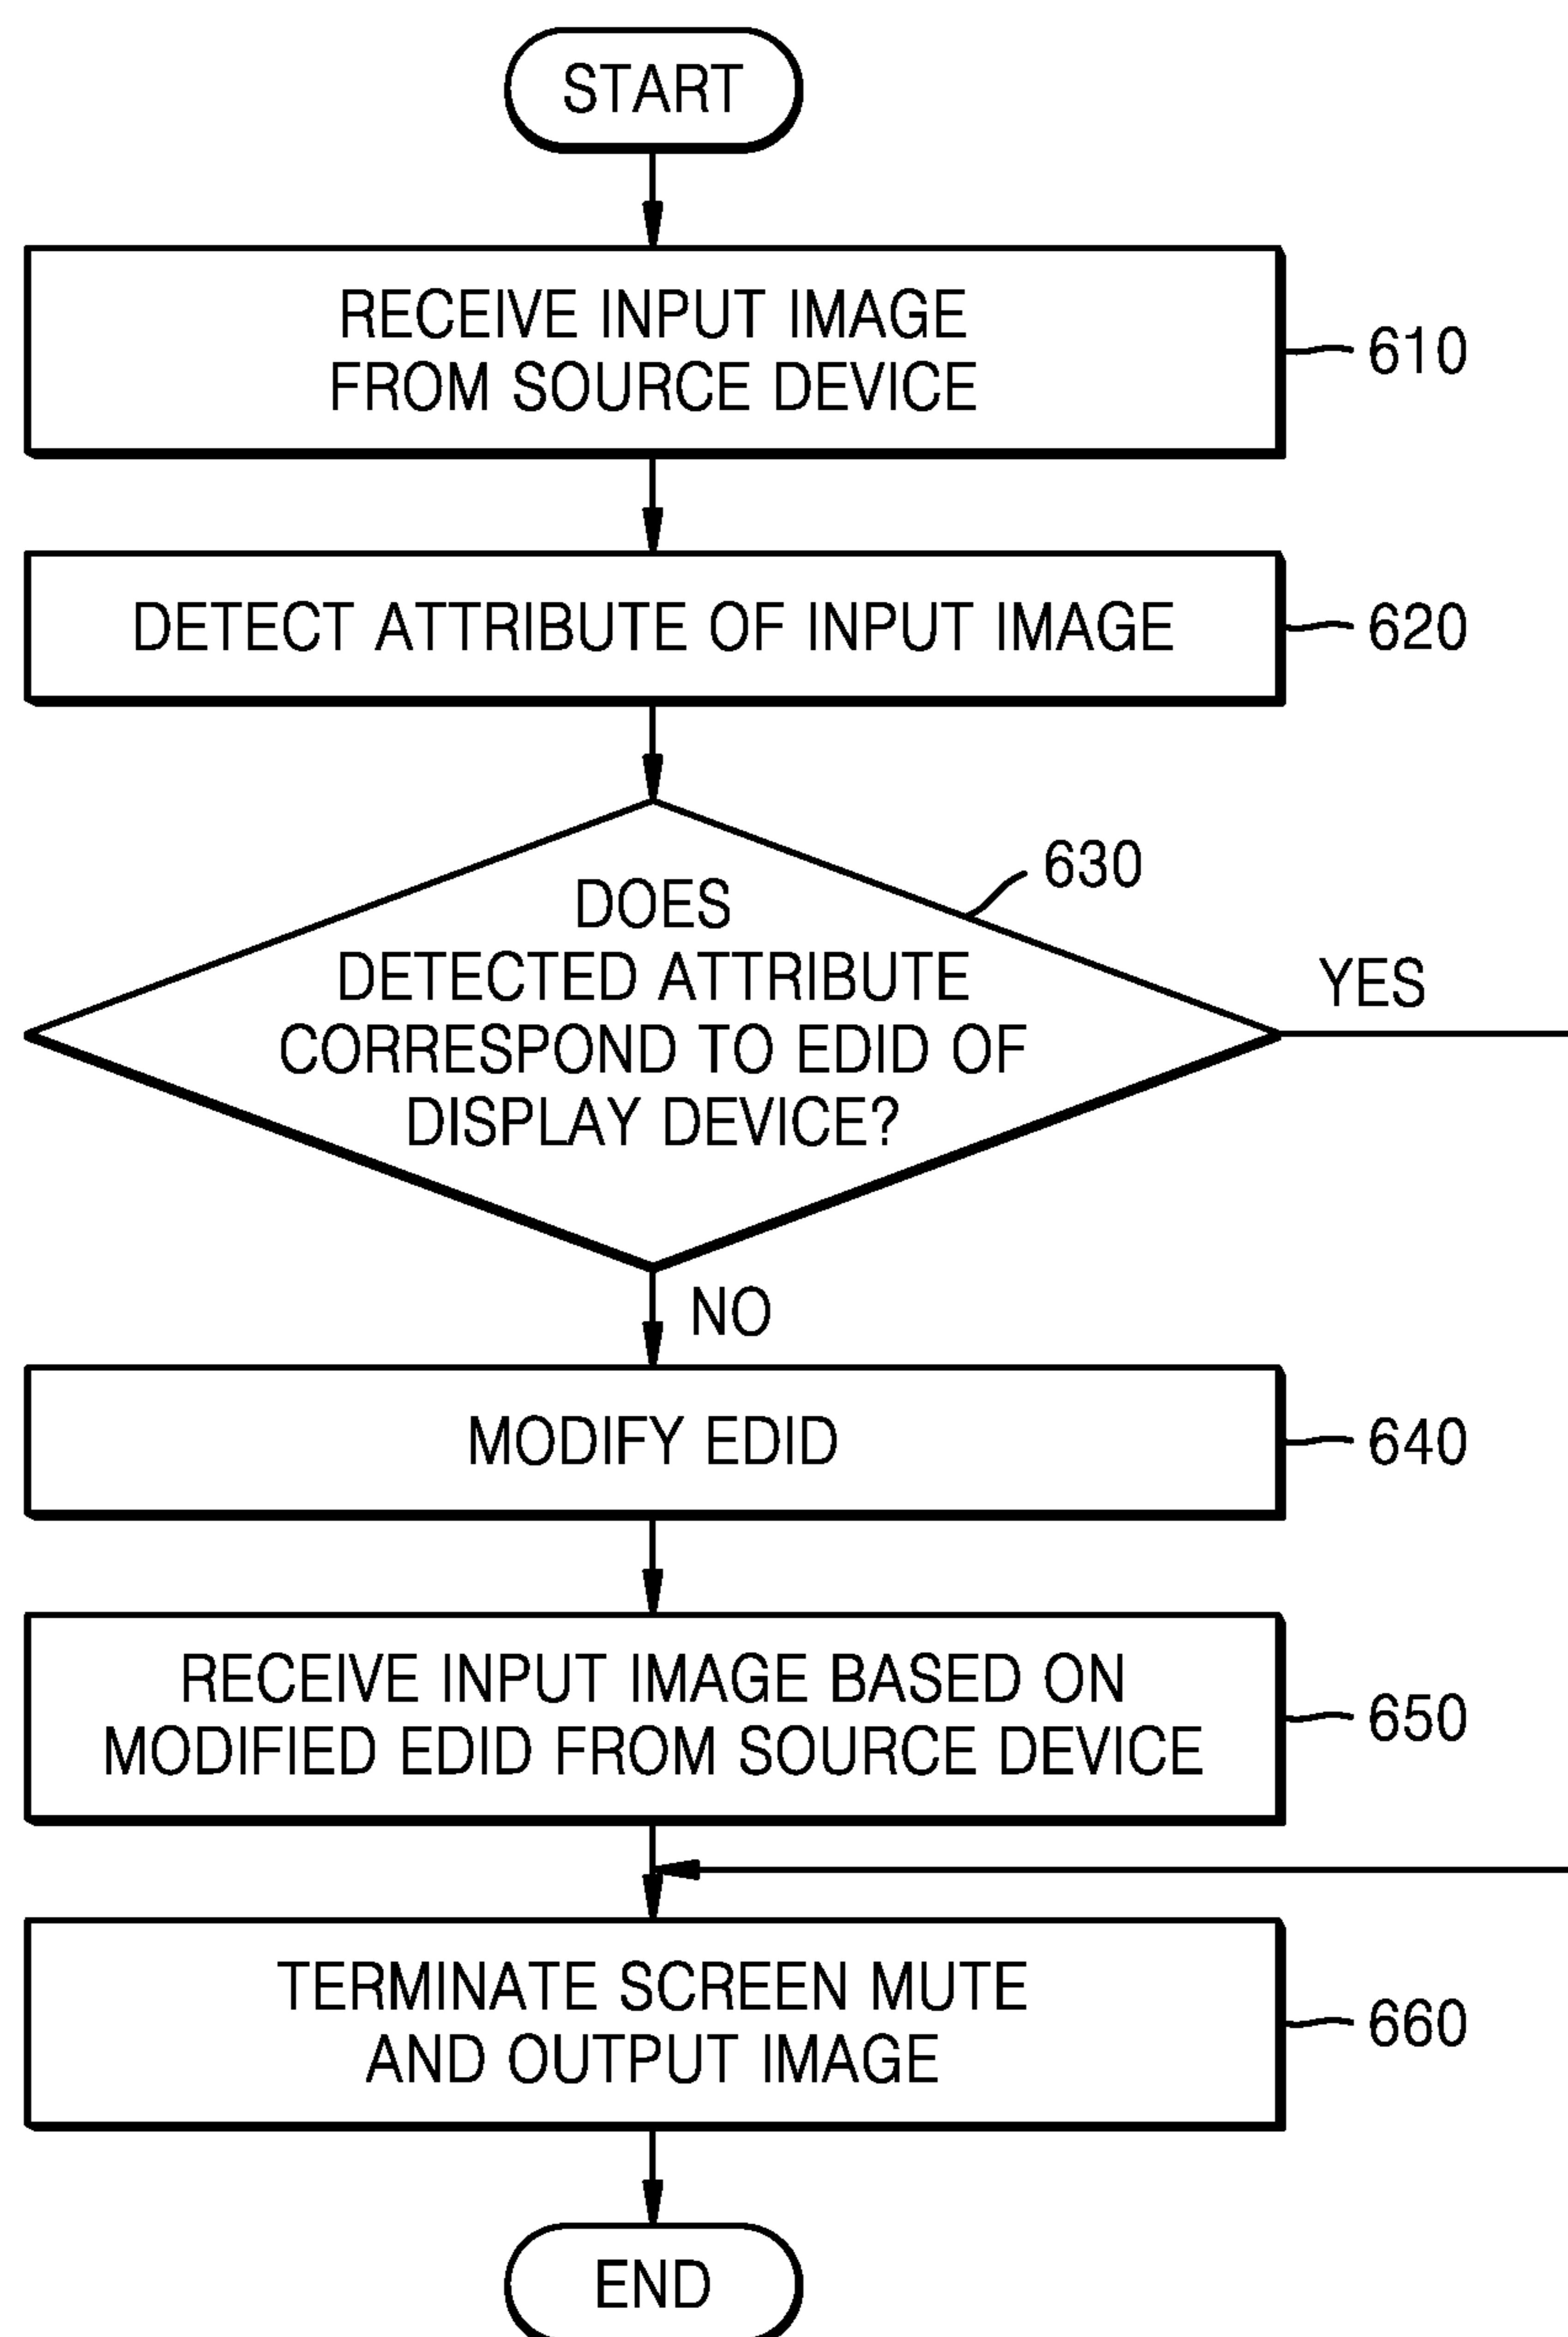 START
RECEIVE INPUT IMAGE
FROM SOURCE DEVICE
610
DETECT ATTRIBUTE OF INPUT IMAGE
620
630
DOES
DETECTED ATTRIBUTE
CORRESPOND TO EDID OF
DISPLAY DEVICE?
YES
NO
MODIFY EDID
640
RECEIVE INPUT IMAGE BASED ON
MODIFIED EDID FROM SOURCE DEVICE
650
TERMINATE SCREEN MUTE
AND OUTPUT IMAGE
660
END